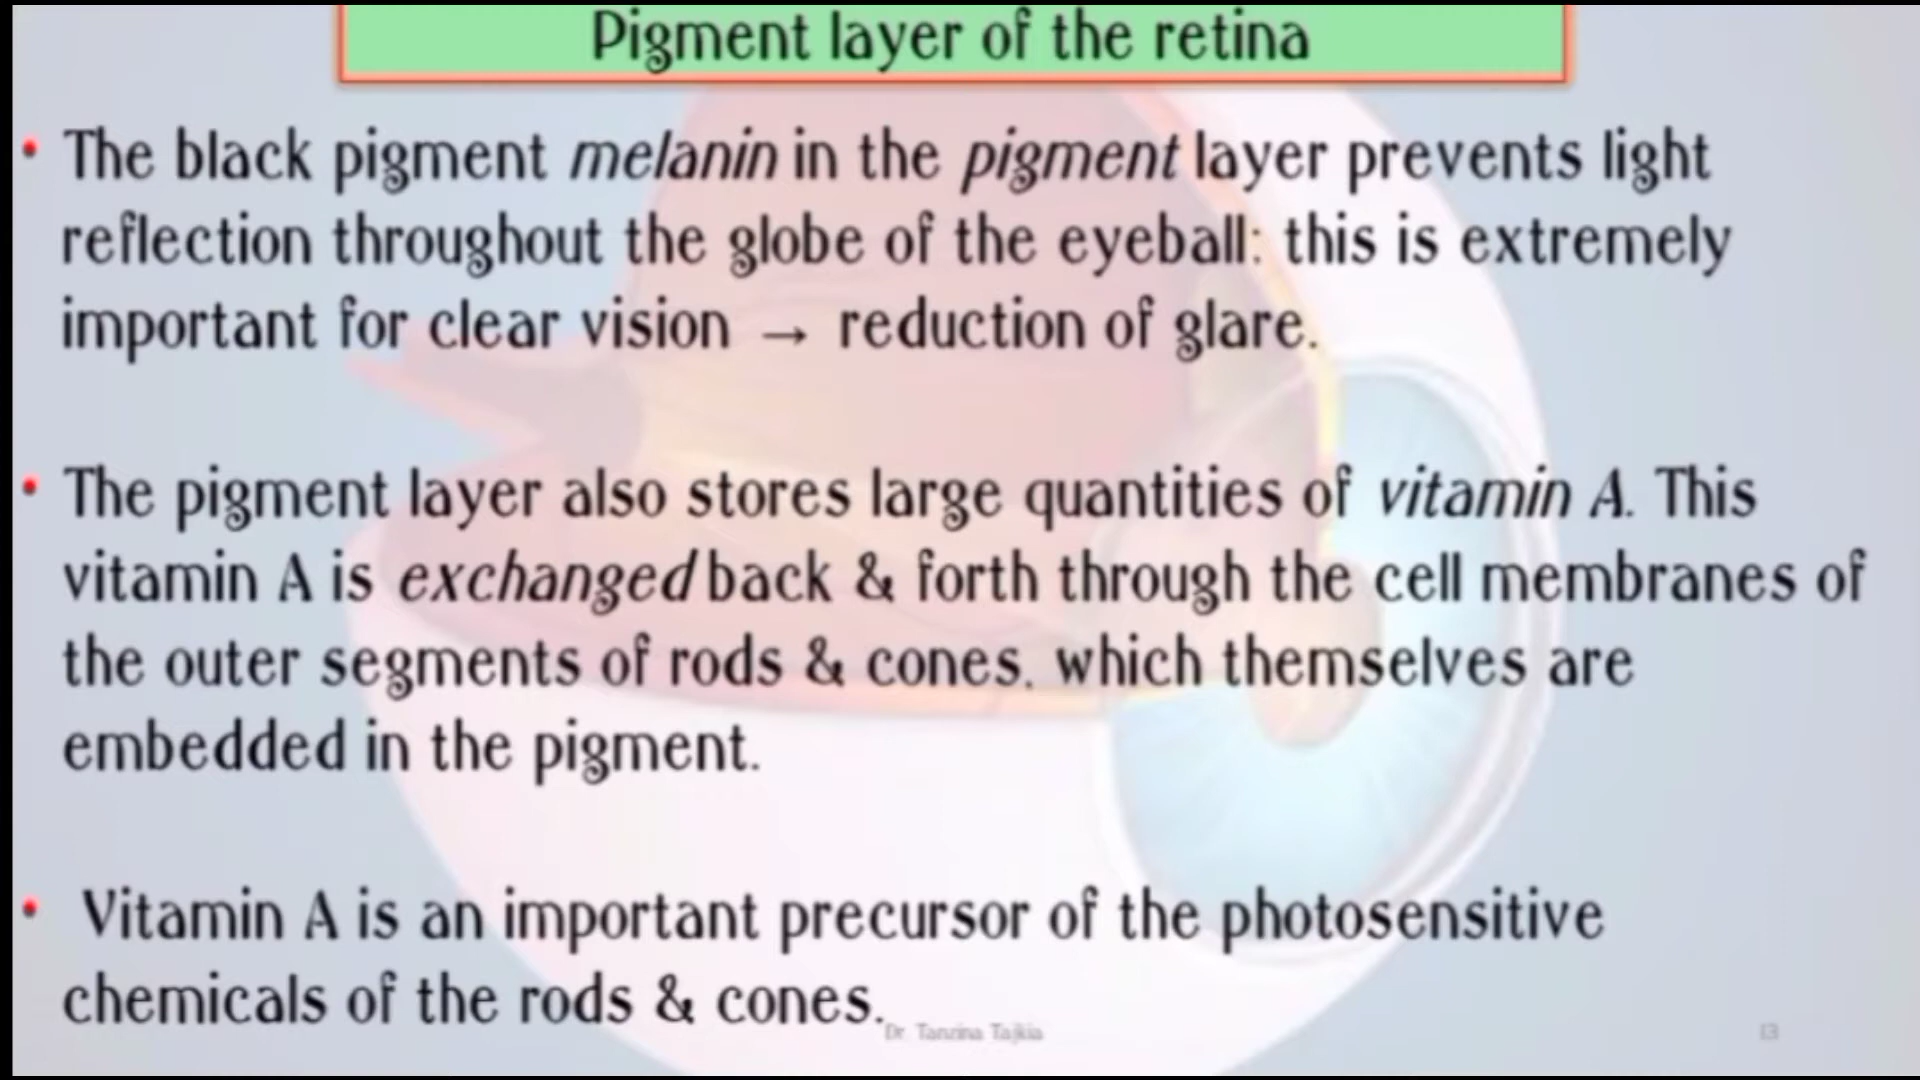 Pigment layer of the retina
• The black pigment melanin in the pigment layer prevents light
reflection throughout the globe of the eyeball: this is extremely
important for clear vision → reduction of glare.
• The pigment layer also stores large quantities of vitamin A. This
vitamin A is exchanged back & forth through the cell membranes of
the outer segments of rods & cones, which themselves are
embedded in the pigment.
• Vitamin A is an important precursor of the photosensitive
chemicals of the rods & cones.
Dr. Tanzina Tajkia
13